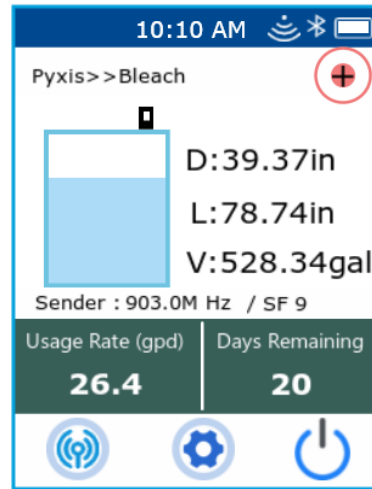 10:10 AM
Pyxis>>Bleach
D:39.37in
L:78.74in
V:528.34gal
Sender : 903.0M Hz / SF 9
Usage Rate (gpd) Days Remaining
26.4 20